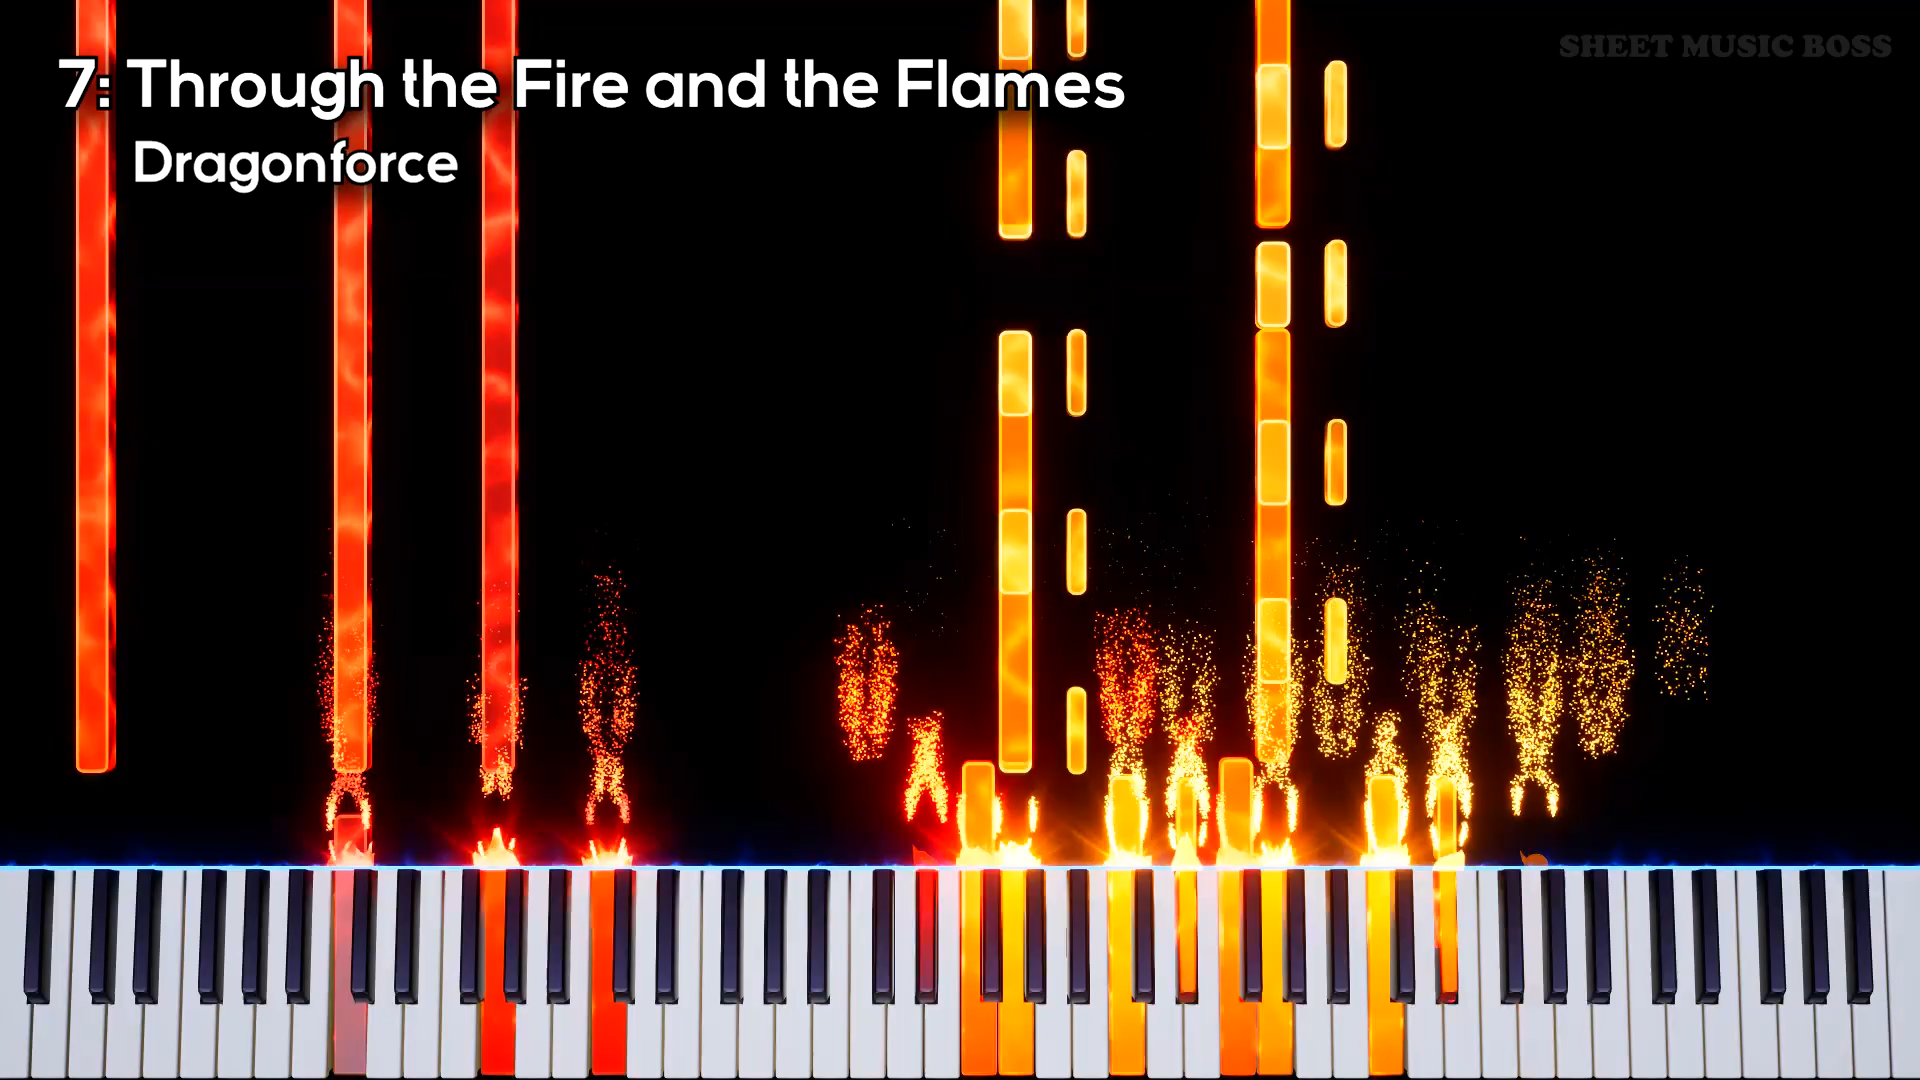 7: Through the Fire and the Flames
Dragonforce
SHEET MUSIC BOSS